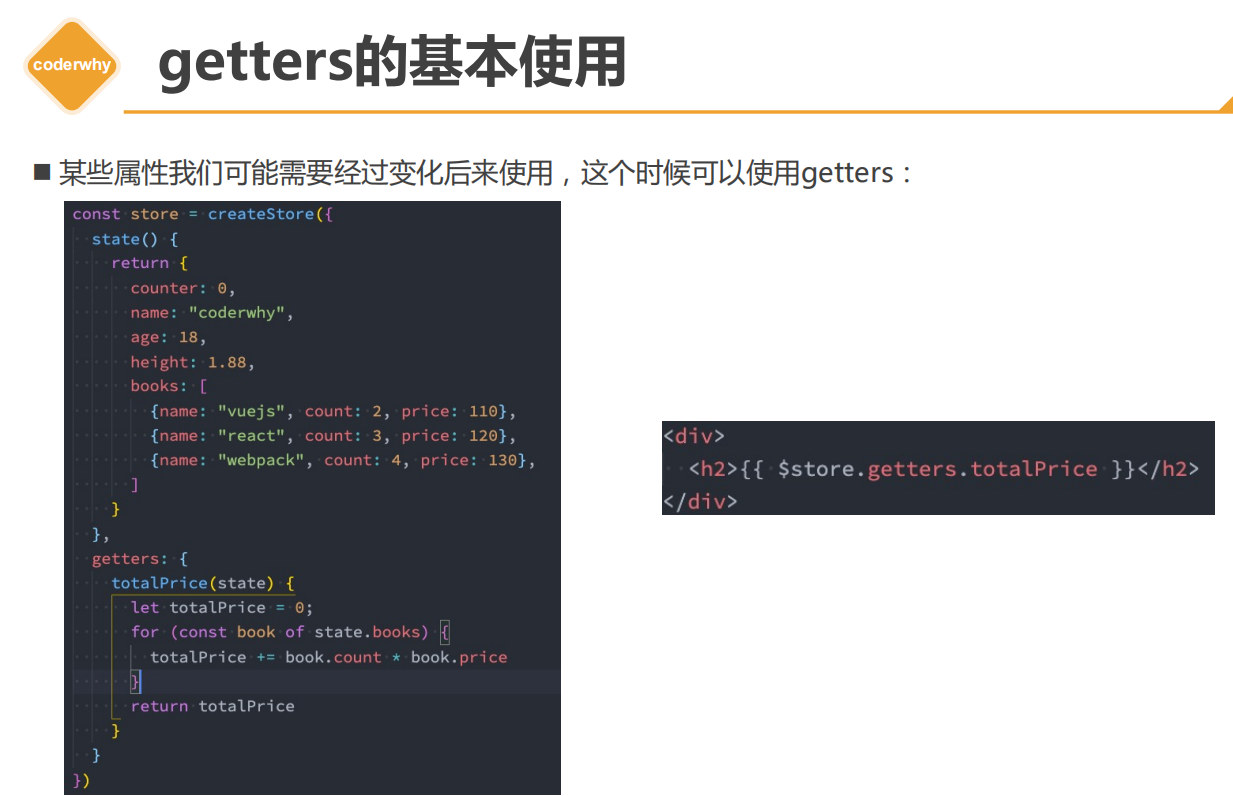 coderwhy
getters的基本使用
■ 某些属性我们可能需要经过变化后来使用，这个时候可以使用getters：
const store = createStore({
  state() {
    return {
      counter: 0,
      name: "coderwhy",
      age: 18,
      height: 1.88,
      books: [
        {name: "vuejs", count: 2, price: 110},
        {name: "react", count: 3, price: 120},
        {name: "webpack", count: 4, price: 130},
      ]
    }
  },
  getters: {
    totalPrice(state) {
      let totalPrice = 0;
      for (const book of state.books) {
        totalPrice += book.count * book.price
      }
      return totalPrice
    }
  }
})
<div>
  <h2>{{ $store.getters.totalPrice }}</h2>
</div>